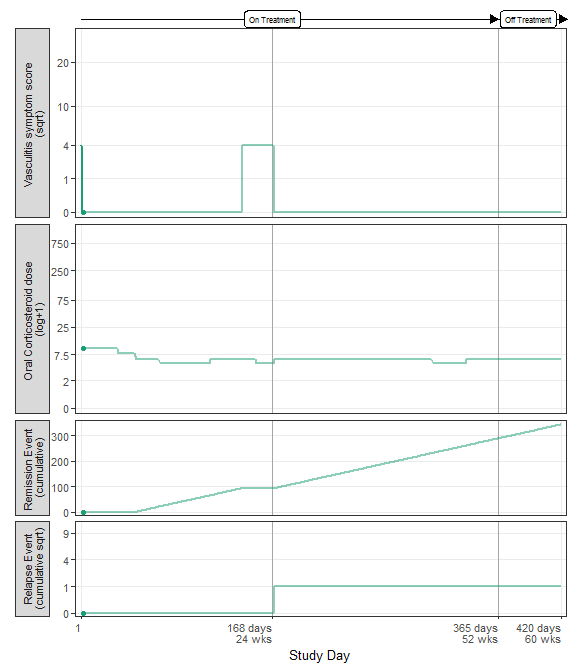 On Treatment
Off Treatment
Vasculitis symptom score
(sqrt)
20
10
4
1
0
Oral Corticosteroid dose
(log+1)
750
250
75
25
7.5
2
0
Remission Event
(cumulative)
300
200
100
0
Relapse Event
(cumulative sqrt)
9
4
1
0
1
168 days
24 wks
365 days
52 wks
420 days
60 wks
Study Day